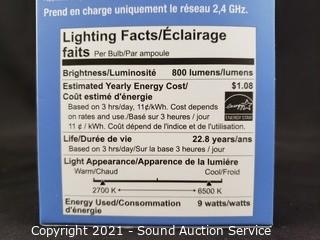 Prend en charge uniquement le réseau 2,4 GHz.
Lighting Facts/Éclairage
faits Per Bulb/Par ampoule
Brightness/Luminosité 800 lumens/lumens
Estimated Yearly Energy Cost/ $1.08
Coût estimé d'énergie
Based on 3 hrs/day, 11¢/kWh. Cost depends
on rates and use./Basé sur 3 heures / jour
11 ¢ / kWh. Coût dépend de l'indice et de l'utilisation.
ENERGY STAR
Life/Durée de vie 22.8 years/ans
Based on 3 hrs/day/Sur la base 3 heures / jour
Light Appearance/Apparence de la lumière
Warm/Chaud Cool/Froid
2700 K 6500 K
Energy Used/Consommation 9 watts/watts
d'énergie
Copyright 2021 - Sound Auction Service